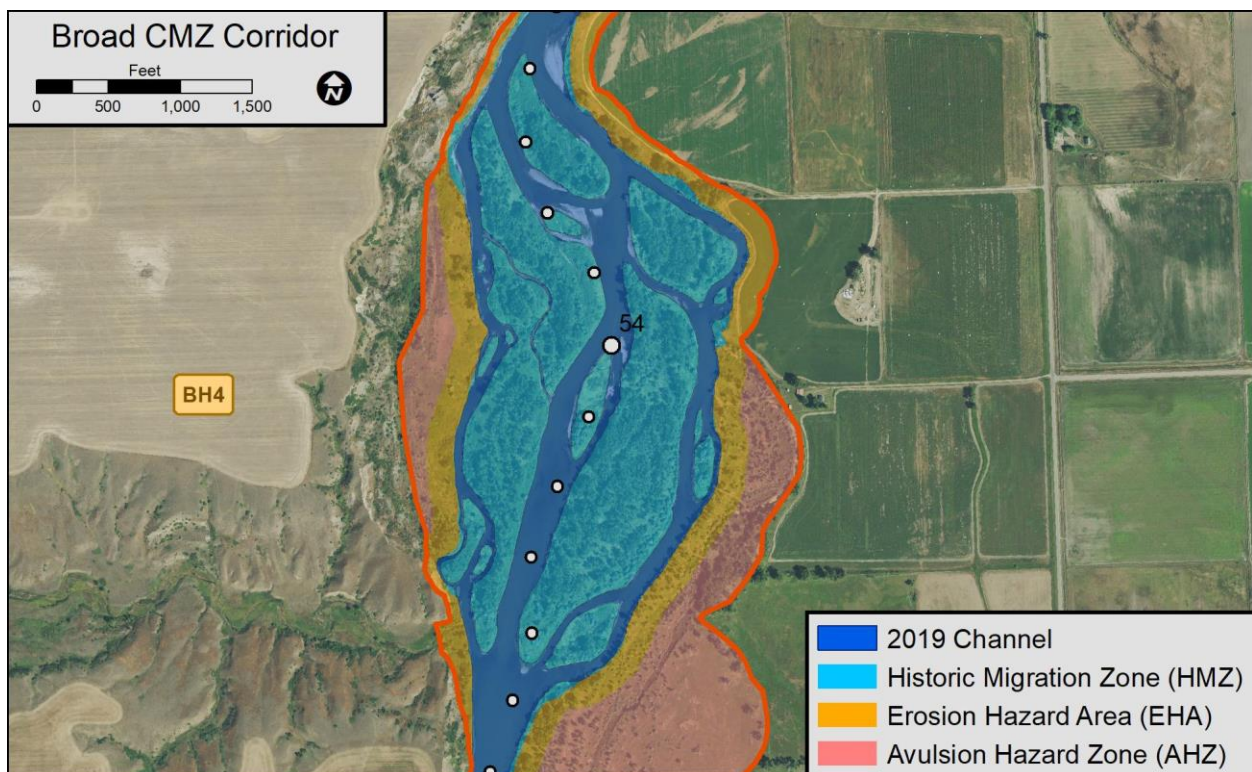 Broad CMZ Corridor
Feet
0 500 1,000 1,500
N
54
BH4
2019 Channel
Historic Migration Zone (HMZ)
Erosion Hazard Area (EHA)
Avulsion Hazard Zone (AHZ)